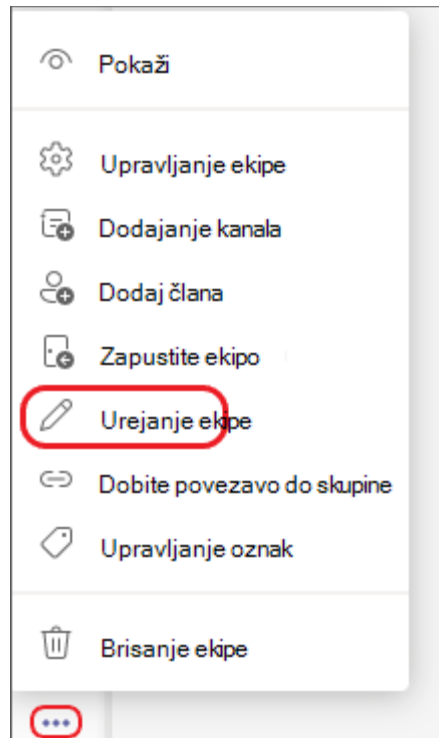 Pokaži
Upravljanje ekipe
Dodajanje kanala
Dodaj člana
Zapustite ekipo
Urejanje ekipe
Dobite povezavo do skupine
Upravljanje oznak
Brisanje ekipe